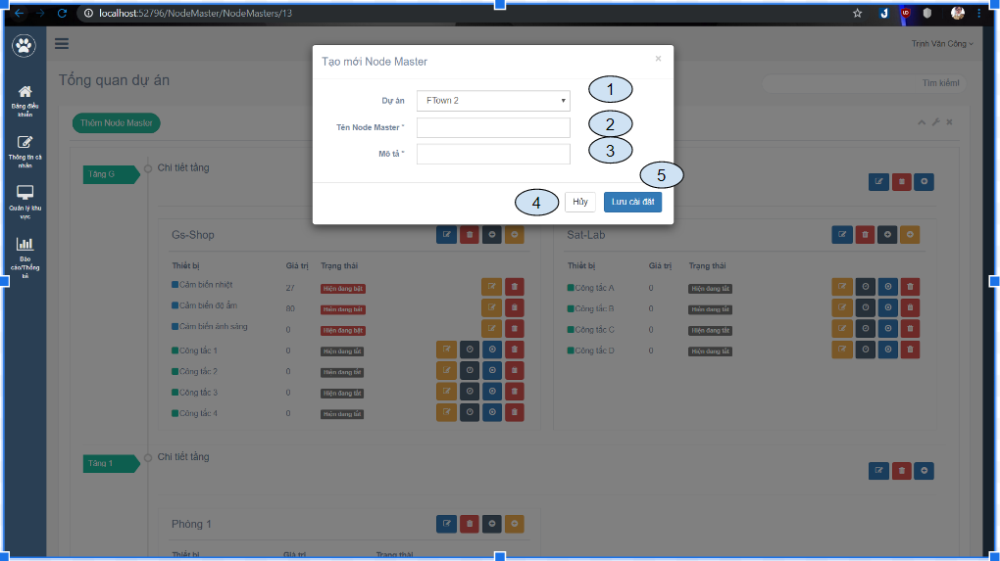 localhost:52796/NodeMaster/NodeMasters/13
Trịnh Văn Công
Tổng quan dự án
Tìm kiếm!
Thêm Node Master
Bảng điều
khiển
Thông tin cá
nhân
Quản lý khu
vực
Báo
cáo/Thống
kê
Tạo mới Node Master
×
Dự án
FTown 2
1
Tên Node Master *
2
Mô tả *
3
5
4
Hủy
Lưu cài đặt
Tầng G
Chi tiết tầng
Gs-Shop
Thiết bị Giá trị Trạng thái
Cảm biến nhiệt 27 Hiện đang bật
Cảm biến độ ẩm 80 Hiện đang bật
Cảm biến ánh sáng 0 Hiện đang bật
Công tắc 1 0 Hiện đang tắt
Công tắc 2 0 Hiện đang tắt
Công tắc 3 0 Hiện đang tắt
Công tắc 4 0 Hiện đang tắt
Sat-Lab
Thiết bị Giá trị Trạng thái
Công tắc A 0 Hiện đang tắt
Công tắc B 0 Hiện đang tắt
Công tắc C 0 Hiện đang tắt
Công tắc D 0 Hiện đang tắt
Tầng 1
Chi tiết tầng
Phòng 1
Thiết bị Giá trị Trạng thái